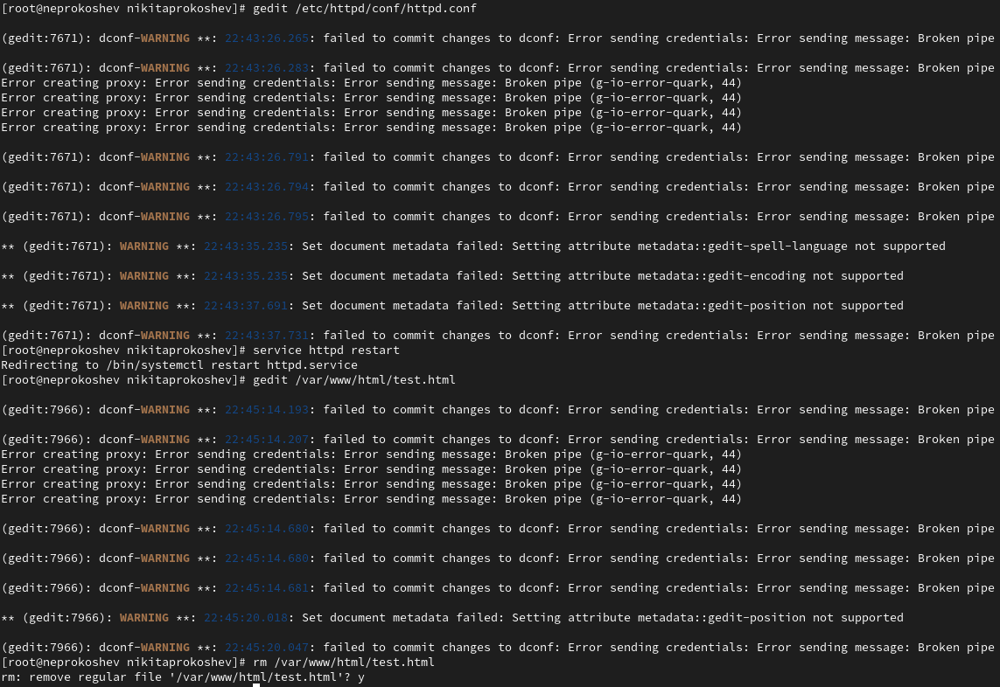 [root@neprokoshev nikitaprokoshev]# gedit /etc/httpd/conf/httpd.conf
(gedit:7671): dconf-WARNING **: 22:43:26.265: failed to commit changes to dconf: Error sending credentials: Error sending message: Broken pipe
(gedit:7671): dconf-WARNING **: 22:43:26.283: failed to commit changes to dconf: Error sending credentials: Error sending message: Broken pipe
Error creating proxy: Error sending credentials: Error sending message: Broken pipe (g-io-error-quark, 44)
Error creating proxy: Error sending credentials: Error sending message: Broken pipe (g-io-error-quark, 44)
Error creating proxy: Error sending credentials: Error sending message: Broken pipe (g-io-error-quark, 44)
Error creating proxy: Error sending credentials: Error sending message: Broken pipe (g-io-error-quark, 44)
(gedit:7671): dconf-WARNING **: 22:43:26.791: failed to commit changes to dconf: Error sending credentials: Error sending message: Broken pipe
(gedit:7671): dconf-WARNING **: 22:43:26.794: failed to commit changes to dconf: Error sending credentials: Error sending message: Broken pipe
(gedit:7671): dconf-WARNING **: 22:43:26.795: failed to commit changes to dconf: Error sending credentials: Error sending message: Broken pipe
** (gedit:7671): WARNING **: 22:43:35.235: Set document metadata failed: Setting attribute metadata::gedit-spell-language not supported
** (gedit:7671): WARNING **: 22:43:35.235: Set document metadata failed: Setting attribute metadata::gedit-encoding not supported
** (gedit:7671): WARNING **: 22:43:37.691: Set document metadata failed: Setting attribute metadata::gedit-position not supported
(gedit:7671): dconf-WARNING **: 22:43:37.731: failed to commit changes to dconf: Error sending credentials: Error sending message: Broken pipe
[root@neprokoshev nikitaprokoshev]# service httpd restart
Redirecting to /bin/systemctl restart httpd.service
[root@neprokoshev nikitaprokoshev]# gedit /var/www/html/test.html
(gedit:7966): dconf-WARNING **: 22:45:14.193: failed to commit changes to dconf: Error sending credentials: Error sending message: Broken pipe
(gedit:7966): dconf-WARNING **: 22:45:14.207: failed to commit changes to dconf: Error sending credentials: Error sending message: Broken pipe
Error creating proxy: Error sending credentials: Error sending message: Broken pipe (g-io-error-quark, 44)
Error creating proxy: Error sending credentials: Error sending message: Broken pipe (g-io-error-quark, 44)
Error creating proxy: Error sending credentials: Error sending message: Broken pipe (g-io-error-quark, 44)
Error creating proxy: Error sending credentials: Error sending message: Broken pipe (g-io-error-quark, 44)
(gedit:7966): dconf-WARNING **: 22:45:14.680: failed to commit changes to dconf: Error sending credentials: Error sending message: Broken pipe
(gedit:7966): dconf-WARNING **: 22:45:14.680: failed to commit changes to dconf: Error sending credentials: Error sending message: Broken pipe
(gedit:7966): dconf-WARNING **: 22:45:14.681: failed to commit changes to dconf: Error sending credentials: Error sending message: Broken pipe
** (gedit:7966): WARNING **: 22:45:20.018: Set document metadata failed: Setting attribute metadata::gedit-position not supported
(gedit:7966): dconf-WARNING **: 22:45:20.047: failed to commit changes to dconf: Error sending credentials: Error sending message: Broken pipe
[root@neprokoshev nikitaprokoshev]# rm /var/www/html/test.html
rm: remove regular file '/var/www/html/test.html'? y